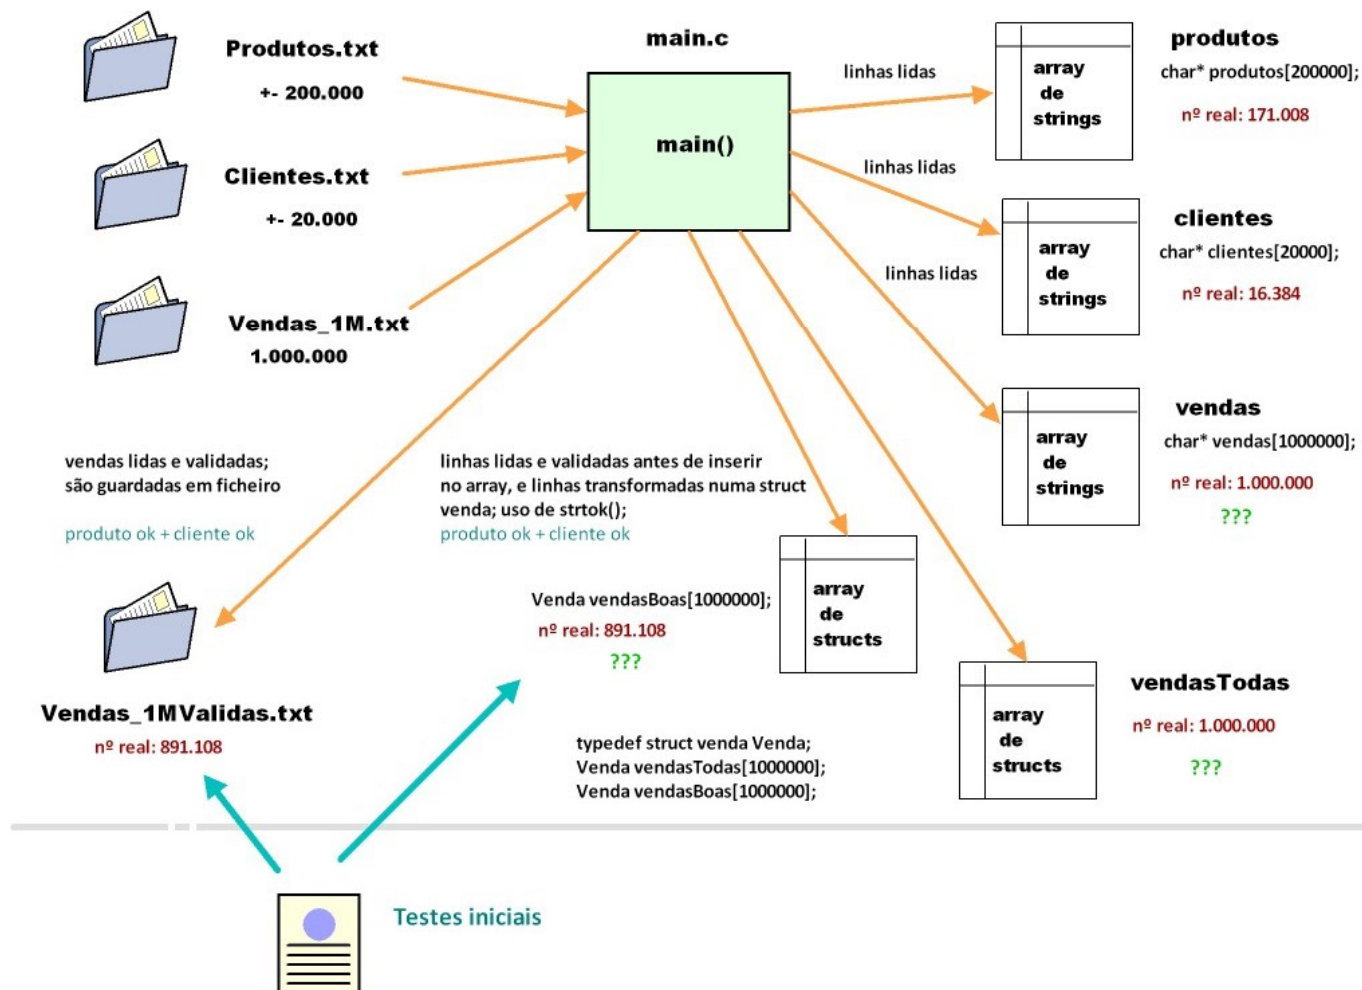 Produtos.txt
+- 200.000
Clientes.txt
+- 20.000
Vendas_1M.txt
1.000.000
main.c
main()
linhas lidas
linhas lidas
linhas lidas
array
de
strings
produtos
char* produtos[200000];
nº real: 171.008
array
de
strings
clientes
char* clientes[20000];
nº real: 16.384
array
de
strings
vendas
char* vendas[1000000];
nº real: 1.000.000
???
vendas lidas e validadas;
são guardadas em ficheiro
produto ok + cliente ok
linhas lidas e validadas antes de inserir
no array, e linhas transformadas numa struct
venda; uso de strtok();
produto ok + cliente ok
Venda vendasBoas[1000000];
nº real: 891.108
???
array
de
structs
Vendas_1MValidas.txt
nº real: 891.108
typedef struct venda Venda;
Venda vendasTodas[1000000];
Venda vendasBoas[1000000];
array
de
structs
vendasTodas
nº real: 1.000.000
???
Testes iniciais